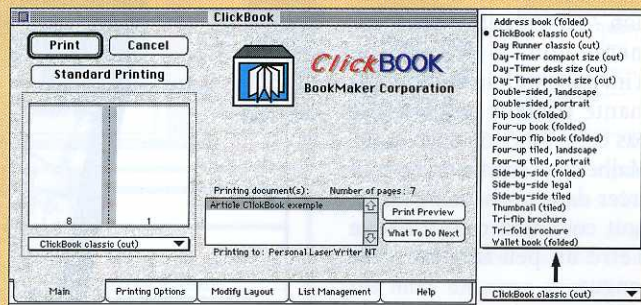 ClickBook
Print
Cancel
Standard Printing
ClickBOOK
BookMaker Corporation
8
1
ClickBook classic (cut)
Printing document(s):
Number of pages: 7
Article ClickBook exemple
Print Preview
What To Do Next
Printing to: Personal LaserWriter NT
Main
Printing Options
Modify Layout
List Management
Help
Address book (folded)
ClickBook classic (cut)
Day Runner classic (cut)
Day-Timer compact size (cut)
Day-Timer desk size (cut)
Day-Timer pocket size (cut)
Double-sided, landscape
Double-sided, portrait
Flip book (folded)
Four-up book (folded)
Four-up flip book (folded)
Four-up tiled, landscape
Four-up tiled, portrait
Side-by-side (folded)
Side-by-side legal
Side-by-side tiled
Thumbnail (tiled)
Tri-flip brochure
Tri-fold brochure
Wallet book (folded)
ClickBook classic (cut)